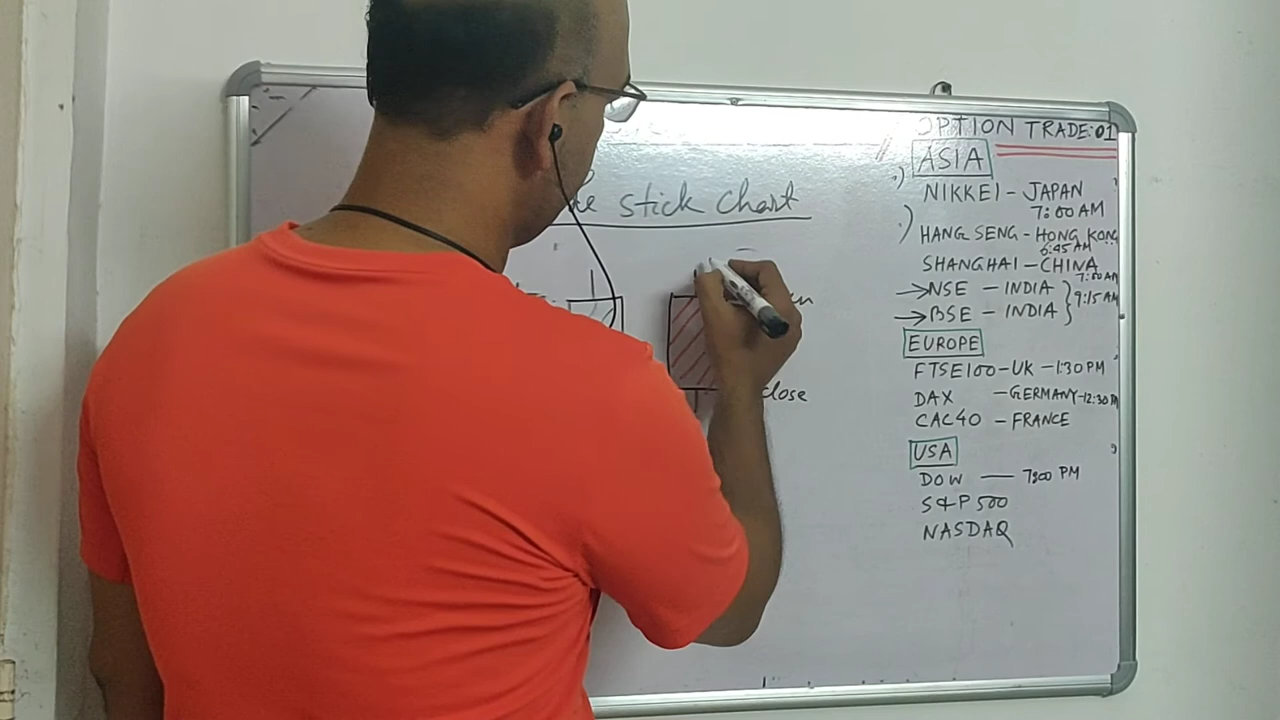 OPTION TRADE:01
ASIA
NIKKEI - JAPAN
7:00 AM
HANG SENG - HONG KONG
6:45 AM
SHANGHAI - CHINA
7:00 AM
→ NSE - INDIA
→ BSE - INDIA
9:15 AM
EUROPE
FTSE100 - UK - 1:30 PM
DAX - GERMANY - 12:30 PM
CAC40 - FRANCE
USA
DOW — 7:00 PM
S&P 500
NASDAQ
stick chart
close